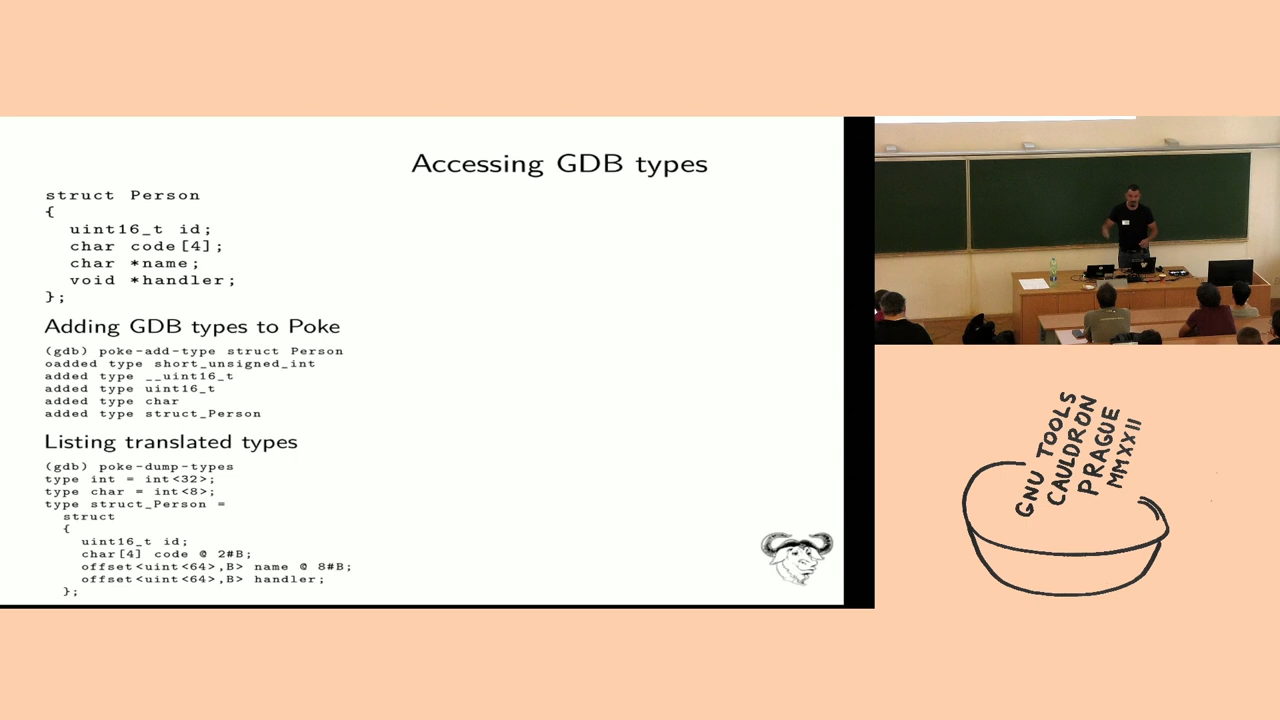 Accessing GDB types
struct Person
{
uint16_t id;
char code[4];
char *name;
void *handler;
};
Adding GDB types to Poke
(gdb) poke-add-type struct Person
oadded type short_unsigned_int
added type __uint16_t
added type uint16_t
added type char
added type struct_Person
Listing translated types
(gdb) poke-dump-types
type int = int<32>;
type char = int<8>;
type struct_Person =
struct
{
uint16_t id;
char[4] code @ 2#B;
offset<uint<64>,B> name @ 8#B;
offset<uint<64>,B> handler;
};
GNU TOOLS
CAULDRON
PRAGUE
MMXXII